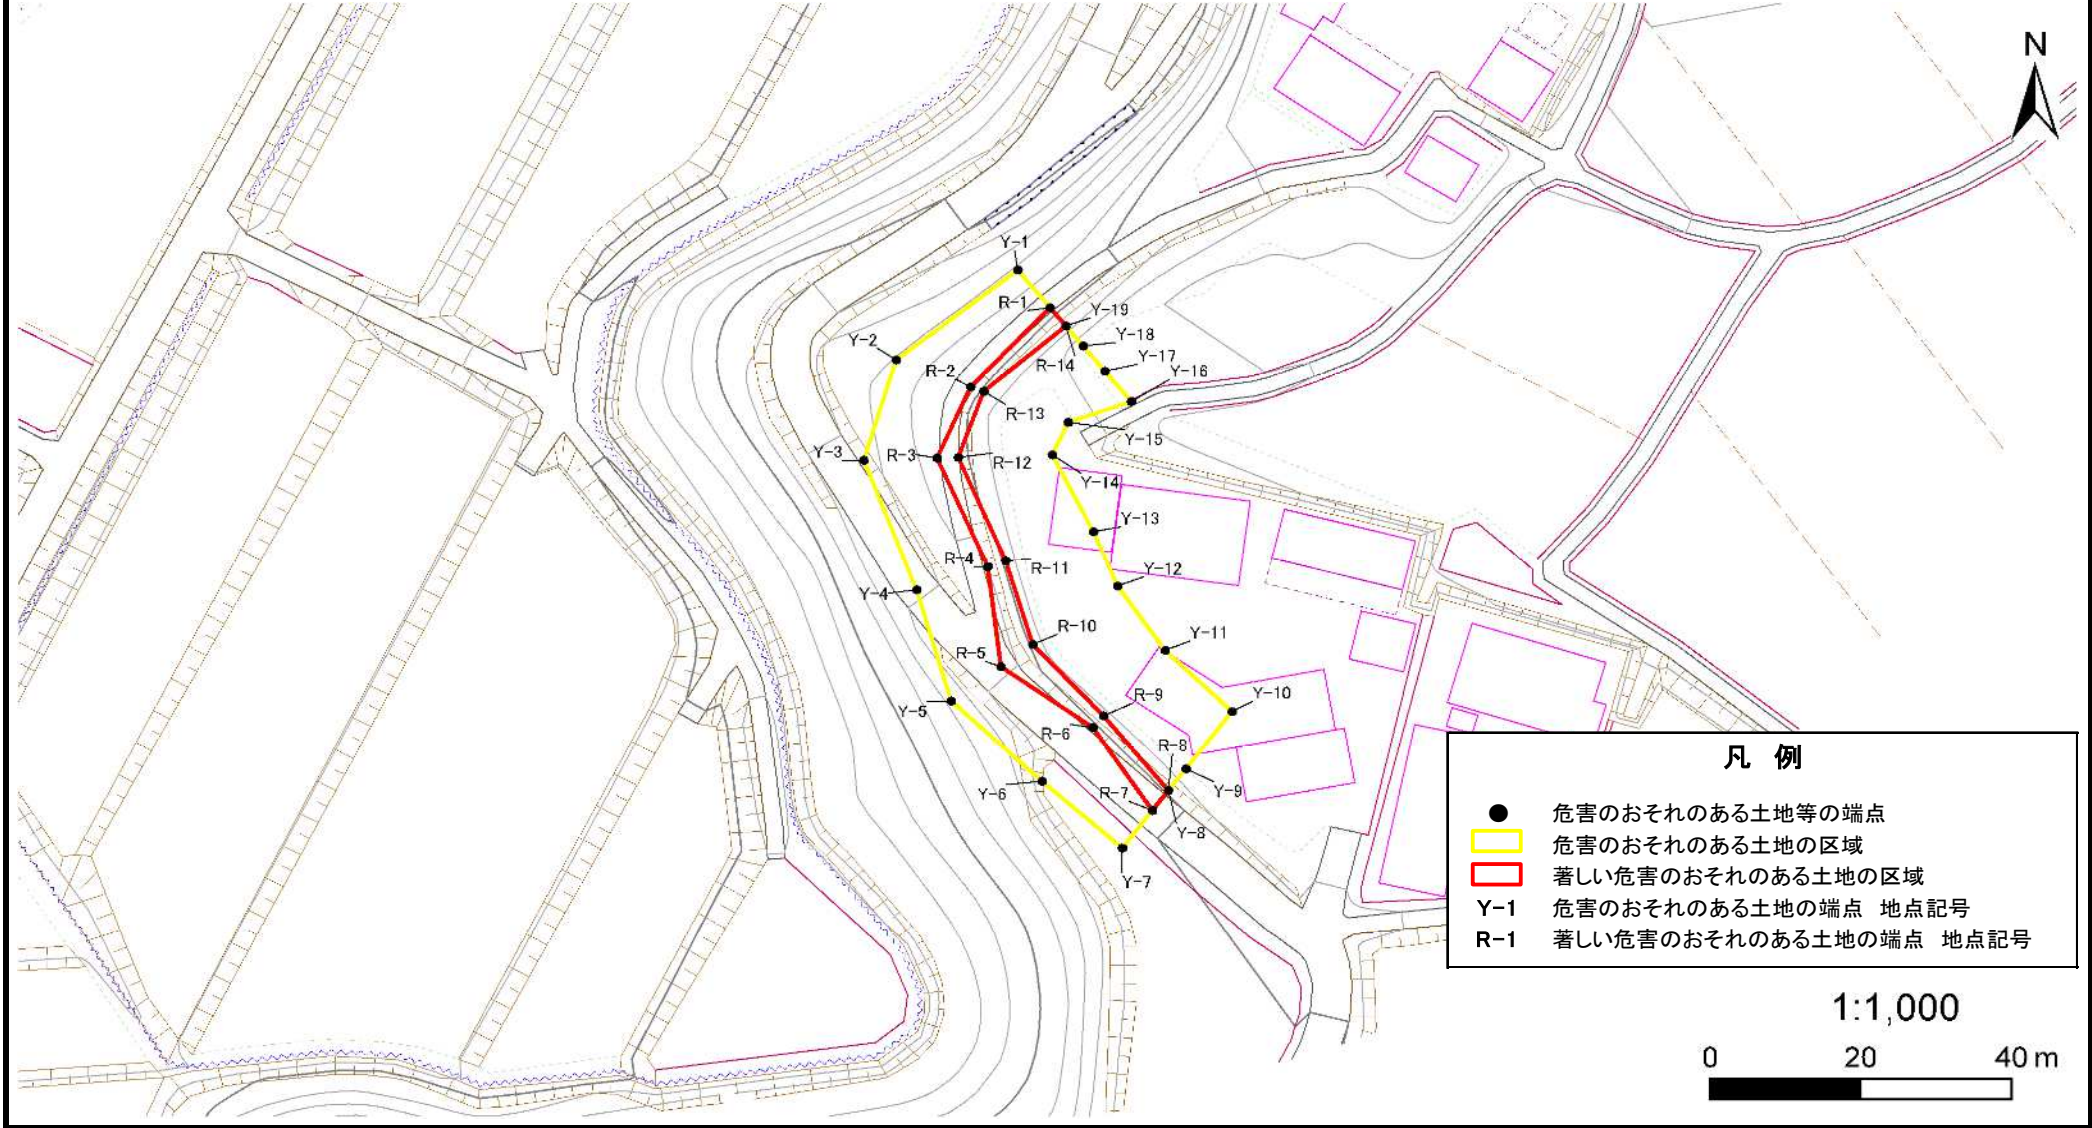 N
Y-1
R-1
Y-19
Y-18
Y-2
Y-17
R-2
R-14
Y-16
R-13
Y-15
Y-3
R-3
R-12
Y-14
Y-13
R-4
R-11
Y-12
Y-4
R-10
Y-11
R-5
Y-5
R-9
Y-10
R-6
R-8
Y-9
Y-6
R-7
Y-8
Y-7
凡 例
危害のおそれのある土地等の端点
危害のおそれのある土地の区域
著しい危害のおそれのある土地の区域
Y-1 危害のおそれのある土地の端点 地点記号
R-1 著しい危害のおそれのある土地の端点 地点記号
1:1,000
0 20 40 m